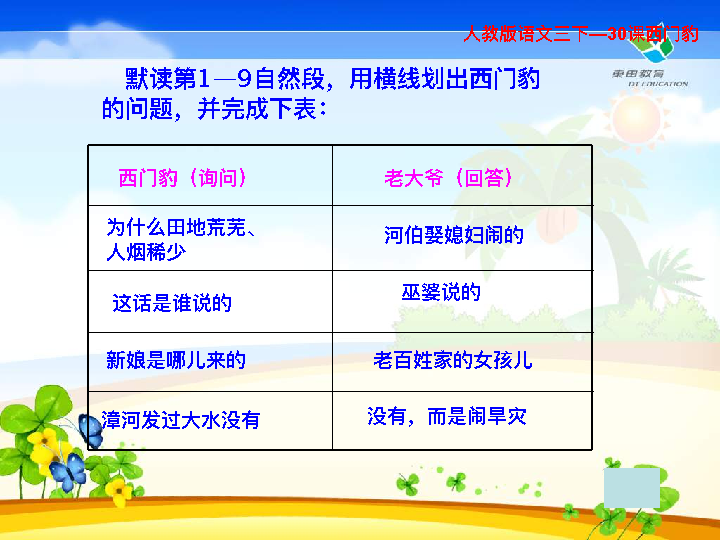 人教版语文三下—30课西门豹
東田教育
DT EDUCATION
默读第1—9自然段，用横线划出西门豹
的问题，并完成下表：
西门豹（询问）
老大爷（回答）
为什么田地荒芜、
人烟稀少
河伯娶媳妇闹的
这话是谁说的
巫婆说的
新娘是哪儿来的
老百姓家的女孩儿
漳河发过大水没有
没有，而是闹旱灾